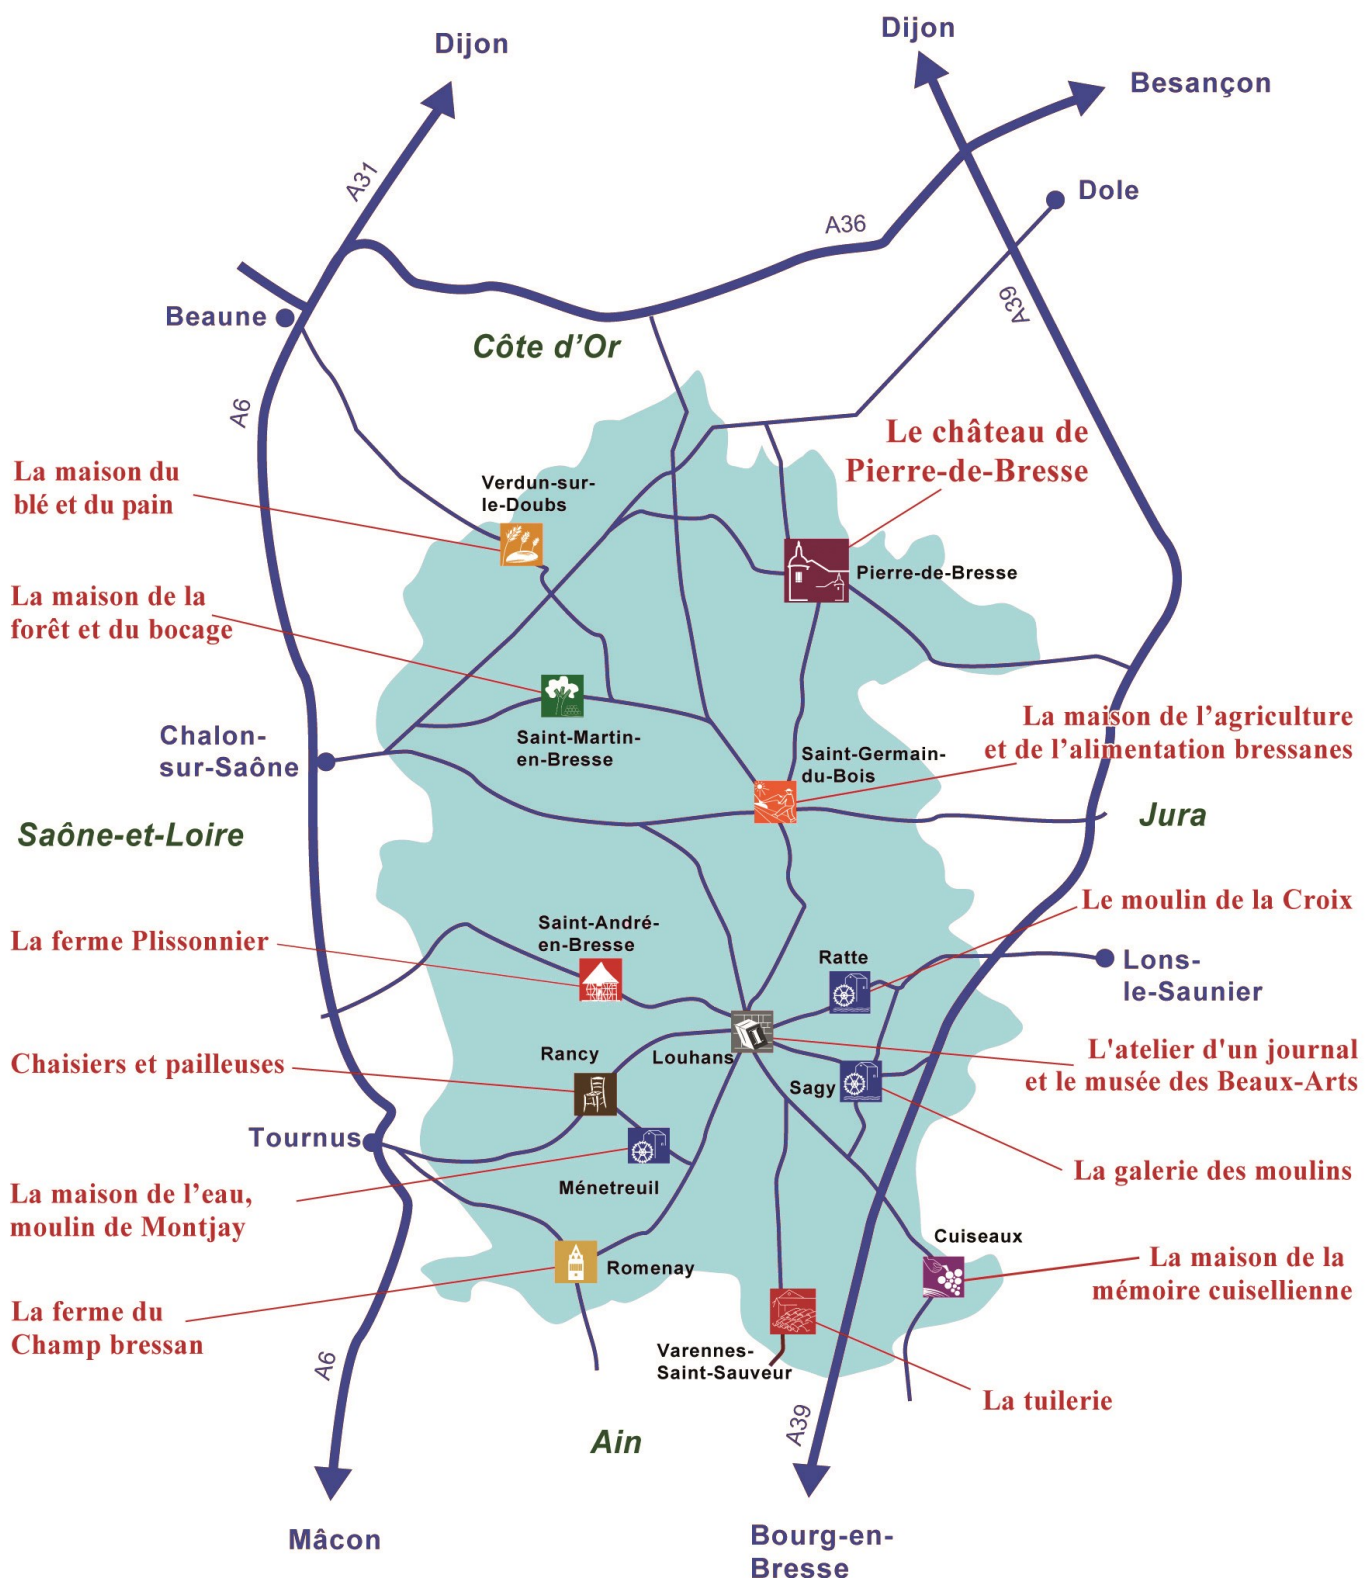 Dijon
Dijon
Besançon
A31
Dole
A36
A39
Beaune
Côte d’Or
A6
Le château de
Pierre-de-Bresse
La maison du
blé et du pain
Verdun-sur-
le-Doubs
Pierre-de-Bresse
La maison de la
forêt et du bocage
La maison de l’agriculture
et de l’alimentation bressanes
Chalon-
sur-Saône
Saint-Martin-
en-Bresse
Saint-Germain-
du-Bois
Saône-et-Loire
Jura
Le moulin de la Croix
La ferme Plissonnier
Saint-André-
en-Bresse
Ratte
Lons-
le-Saunier
L'atelier d'un journal
et le musée des Beaux-Arts
Chaisiers et pailleuses
Rancy
Louhans
Sagy
Tournus
La galerie des moulins
La maison de l’eau,
moulin de Montjay
Ménetreuil
Cuiseaux
La maison de la
mémoire cuisellienne
Romenay
La ferme du
Champ bressan
Varennes-
Saint-Sauveur
A6
La tuilerie
A39
Ain
Mâcon
Bourg-en-
Bresse